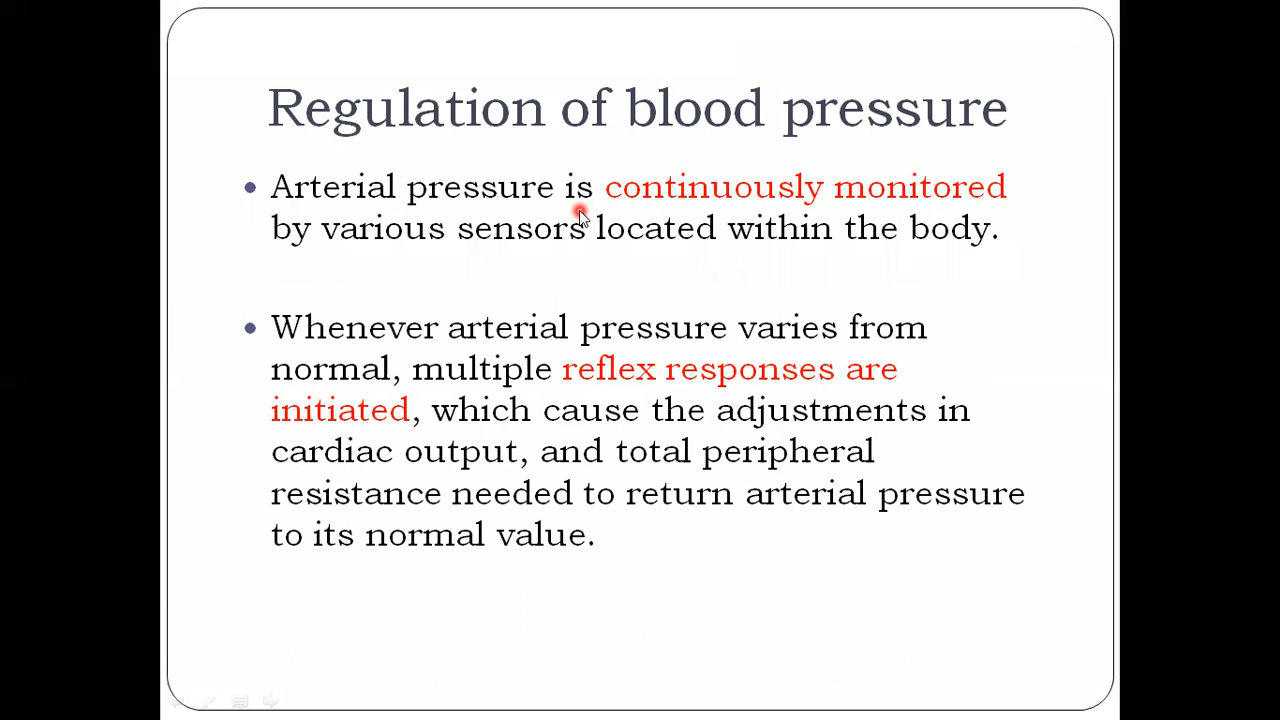 Regulation of blood pressure
• Arterial pressure is continuously monitored
by various sensors located within the body.
• Whenever arterial pressure varies from
normal, multiple reflex responses are
initiated, which cause the adjustments in
cardiac output, and total peripheral
resistance needed to return arterial pressure
to its normal value.